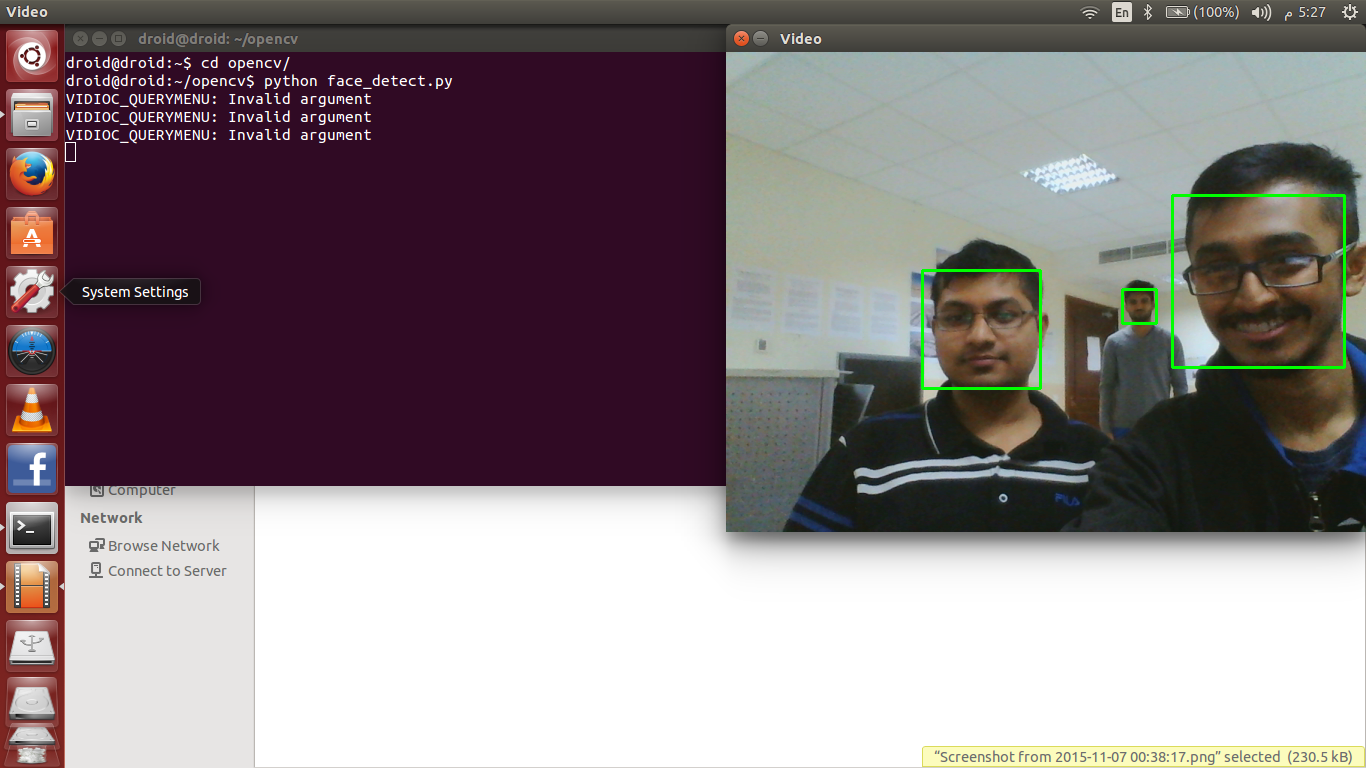 Video
En
(100%)
5:27 م
droid@droid: ~/opencv
droid@droid:~$ cd opencv/
droid@droid:~/opencv$ python face_detect.py
VIDIOC_QUERYMENU: Invalid argument
VIDIOC_QUERYMENU: Invalid argument
VIDIOC_QUERYMENU: Invalid argument
System Settings
Computer
Network
Browse Network
Connect to Server
Video
FILA
“Screenshot from 2015-11-07 00:38:17.png” selected (230.5 kB)